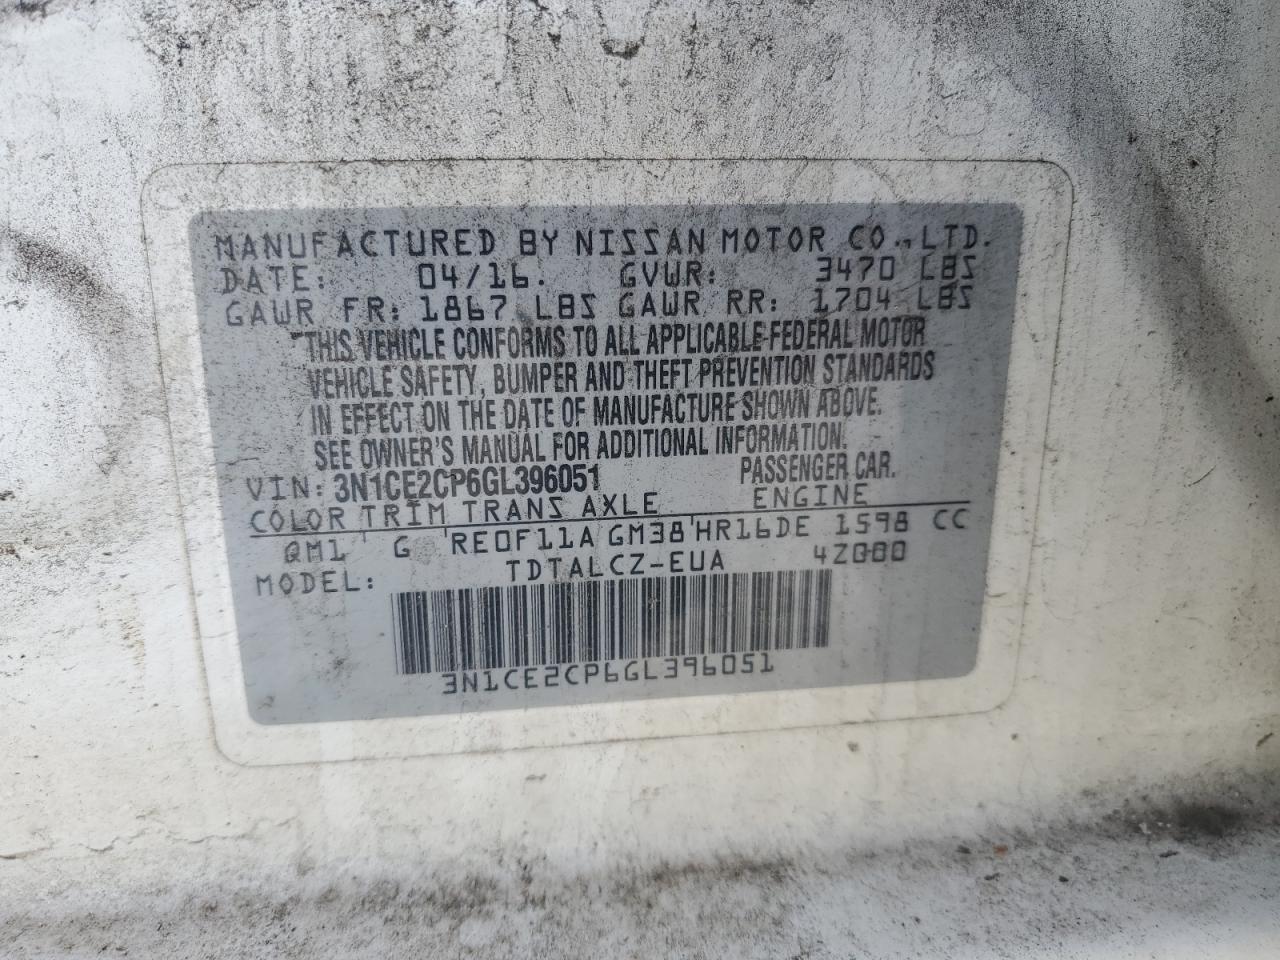 MANUFACTURED BY NISSAN MOTOR CO., LTD.
DATE: 04/16. GVWR: 3470 LBS
GAWR FR: 1867 LBS GAWR RR: 1704 LBS
THIS VEHICLE CONFORMS TO ALL APPLICABLE FEDERAL MOTOR
VEHICLE SAFETY, BUMPER AND THEFT PREVENTION STANDARDS
IN EFFECT ON THE DATE OF MANUFACTURE SHOWN ABOVE.
SEE OWNER'S MANUAL FOR ADDITIONAL INFORMATION.
VIN: 3N1CE2CP6GL396051 PASSENGER CAR.
COLOR TRIM TRANS AXLE ENGINE
QM1 G RE0F11A GM38 HR16DE 1598 CC
MODEL: TDTALCZ-EUA 4Z000
3N1CE2CP6GL396051